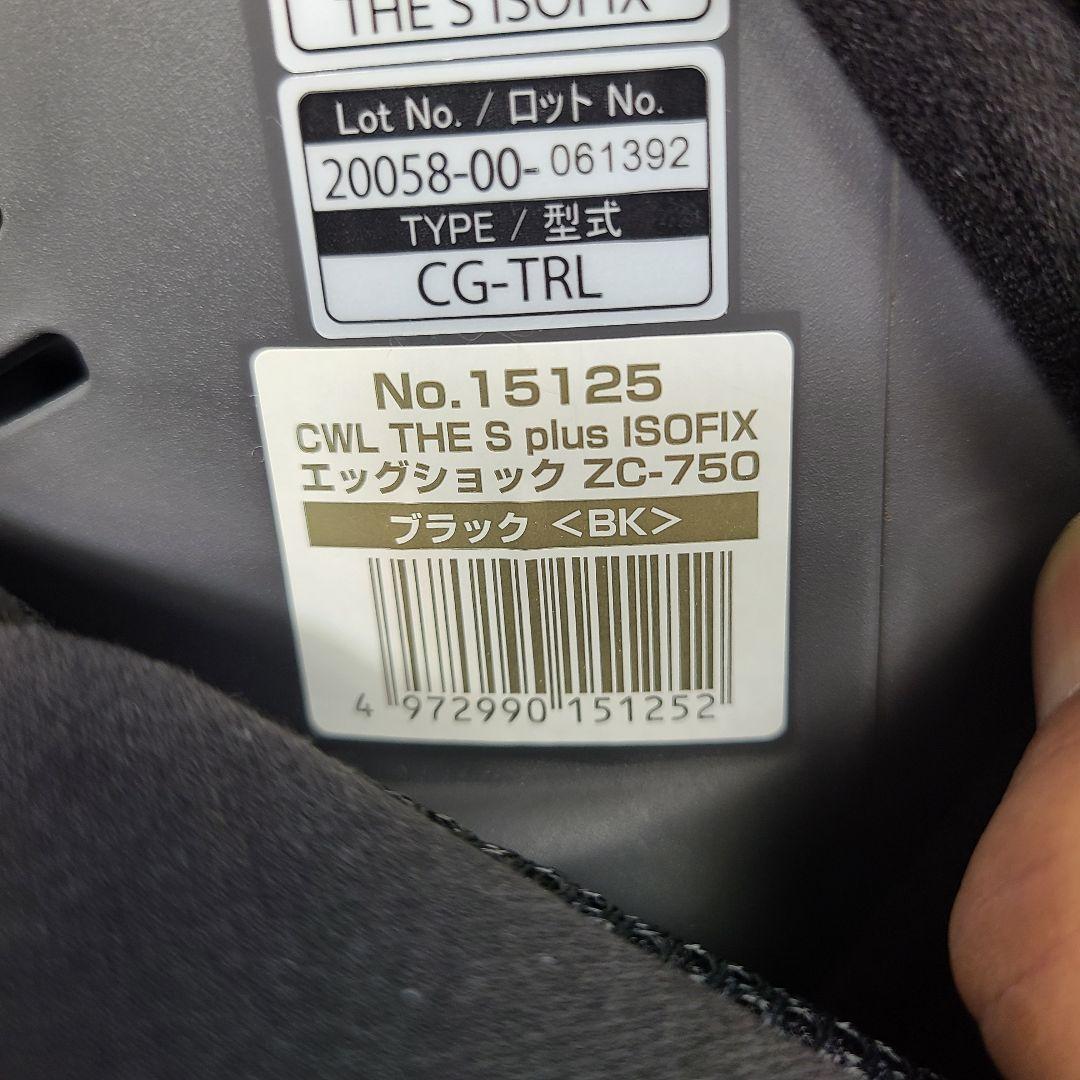 THE S ISOFIX
Lot No. / ロット No.
20058-00-061392
TYPE / 型式
CG-TRL
No.15125
CWL THE S plus ISOFIX
エッグショック ZC-750
ブラック <BK>
4 972990 151252